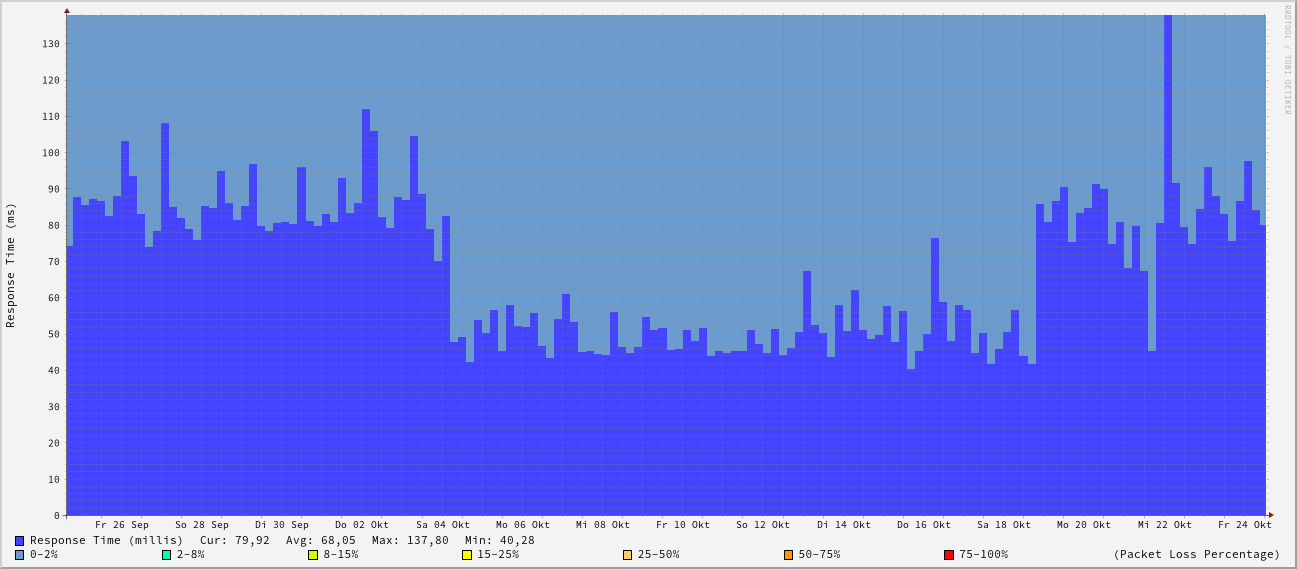 RRDTOOL / TOBI OETIKER
Response Time (ms)
130
120
110
100
90
80
70
60
50
40
30
20
10
0
Fr 26 Sep So 28 Sep Di 30 Sep Do 02 Okt Sa 04 Okt Mo 06 Okt Mi 08 Okt Fr 10 Okt So 12 Okt Di 14 Okt Do 16 Okt Sa 18 Okt Mo 20 Okt Mi 22 Okt Fr 24 Okt
Response Time (millis) Cur: 79,92 Avg: 68,05 Max: 137,80 Min: 40,28
0-2% 2-8% 8-15% 15-25% 25-50% 50-75% 75-100% (Packet Loss Percentage)